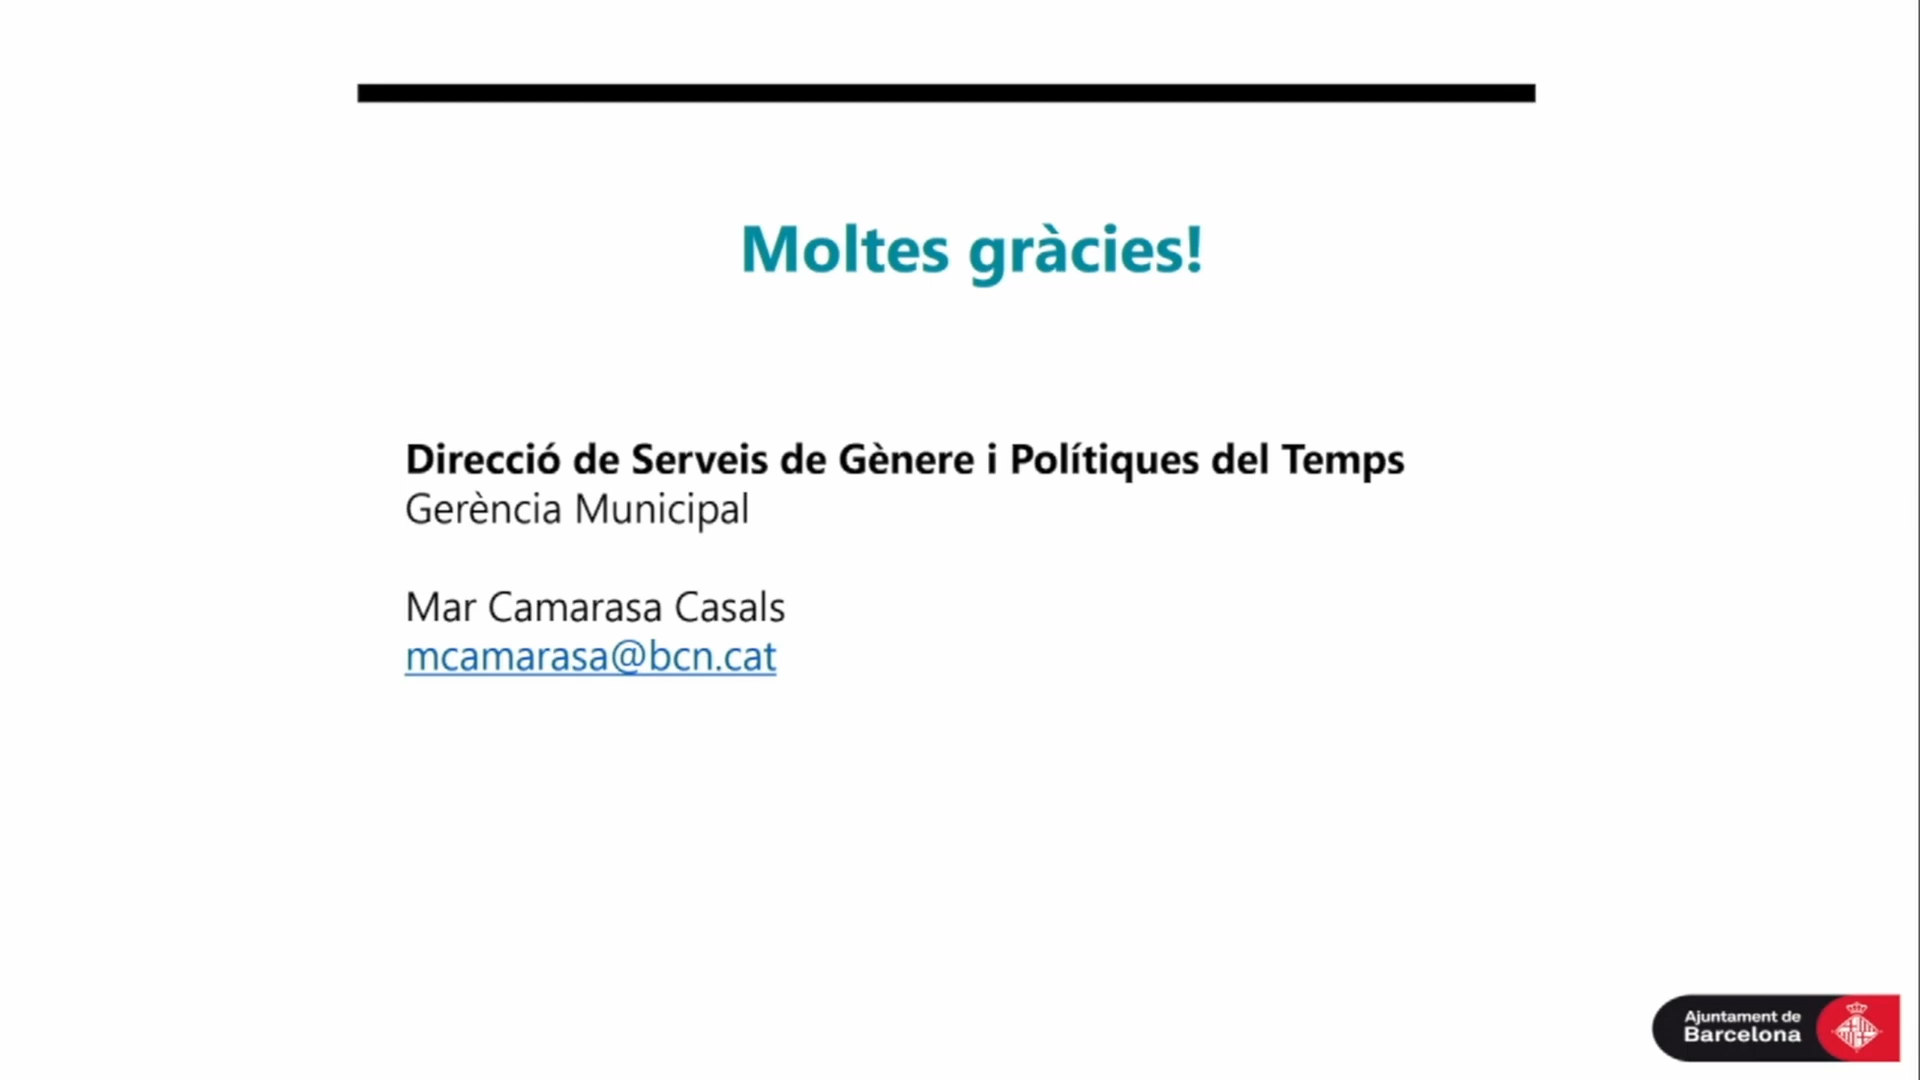 Moltes gràcies!
Direcció de Serveis de Gènere i Polítiques del Temps
Gerència Municipal
Mar Camarasa Casals
mcamarasa@bcn.cat
Ajuntament de
Barcelona